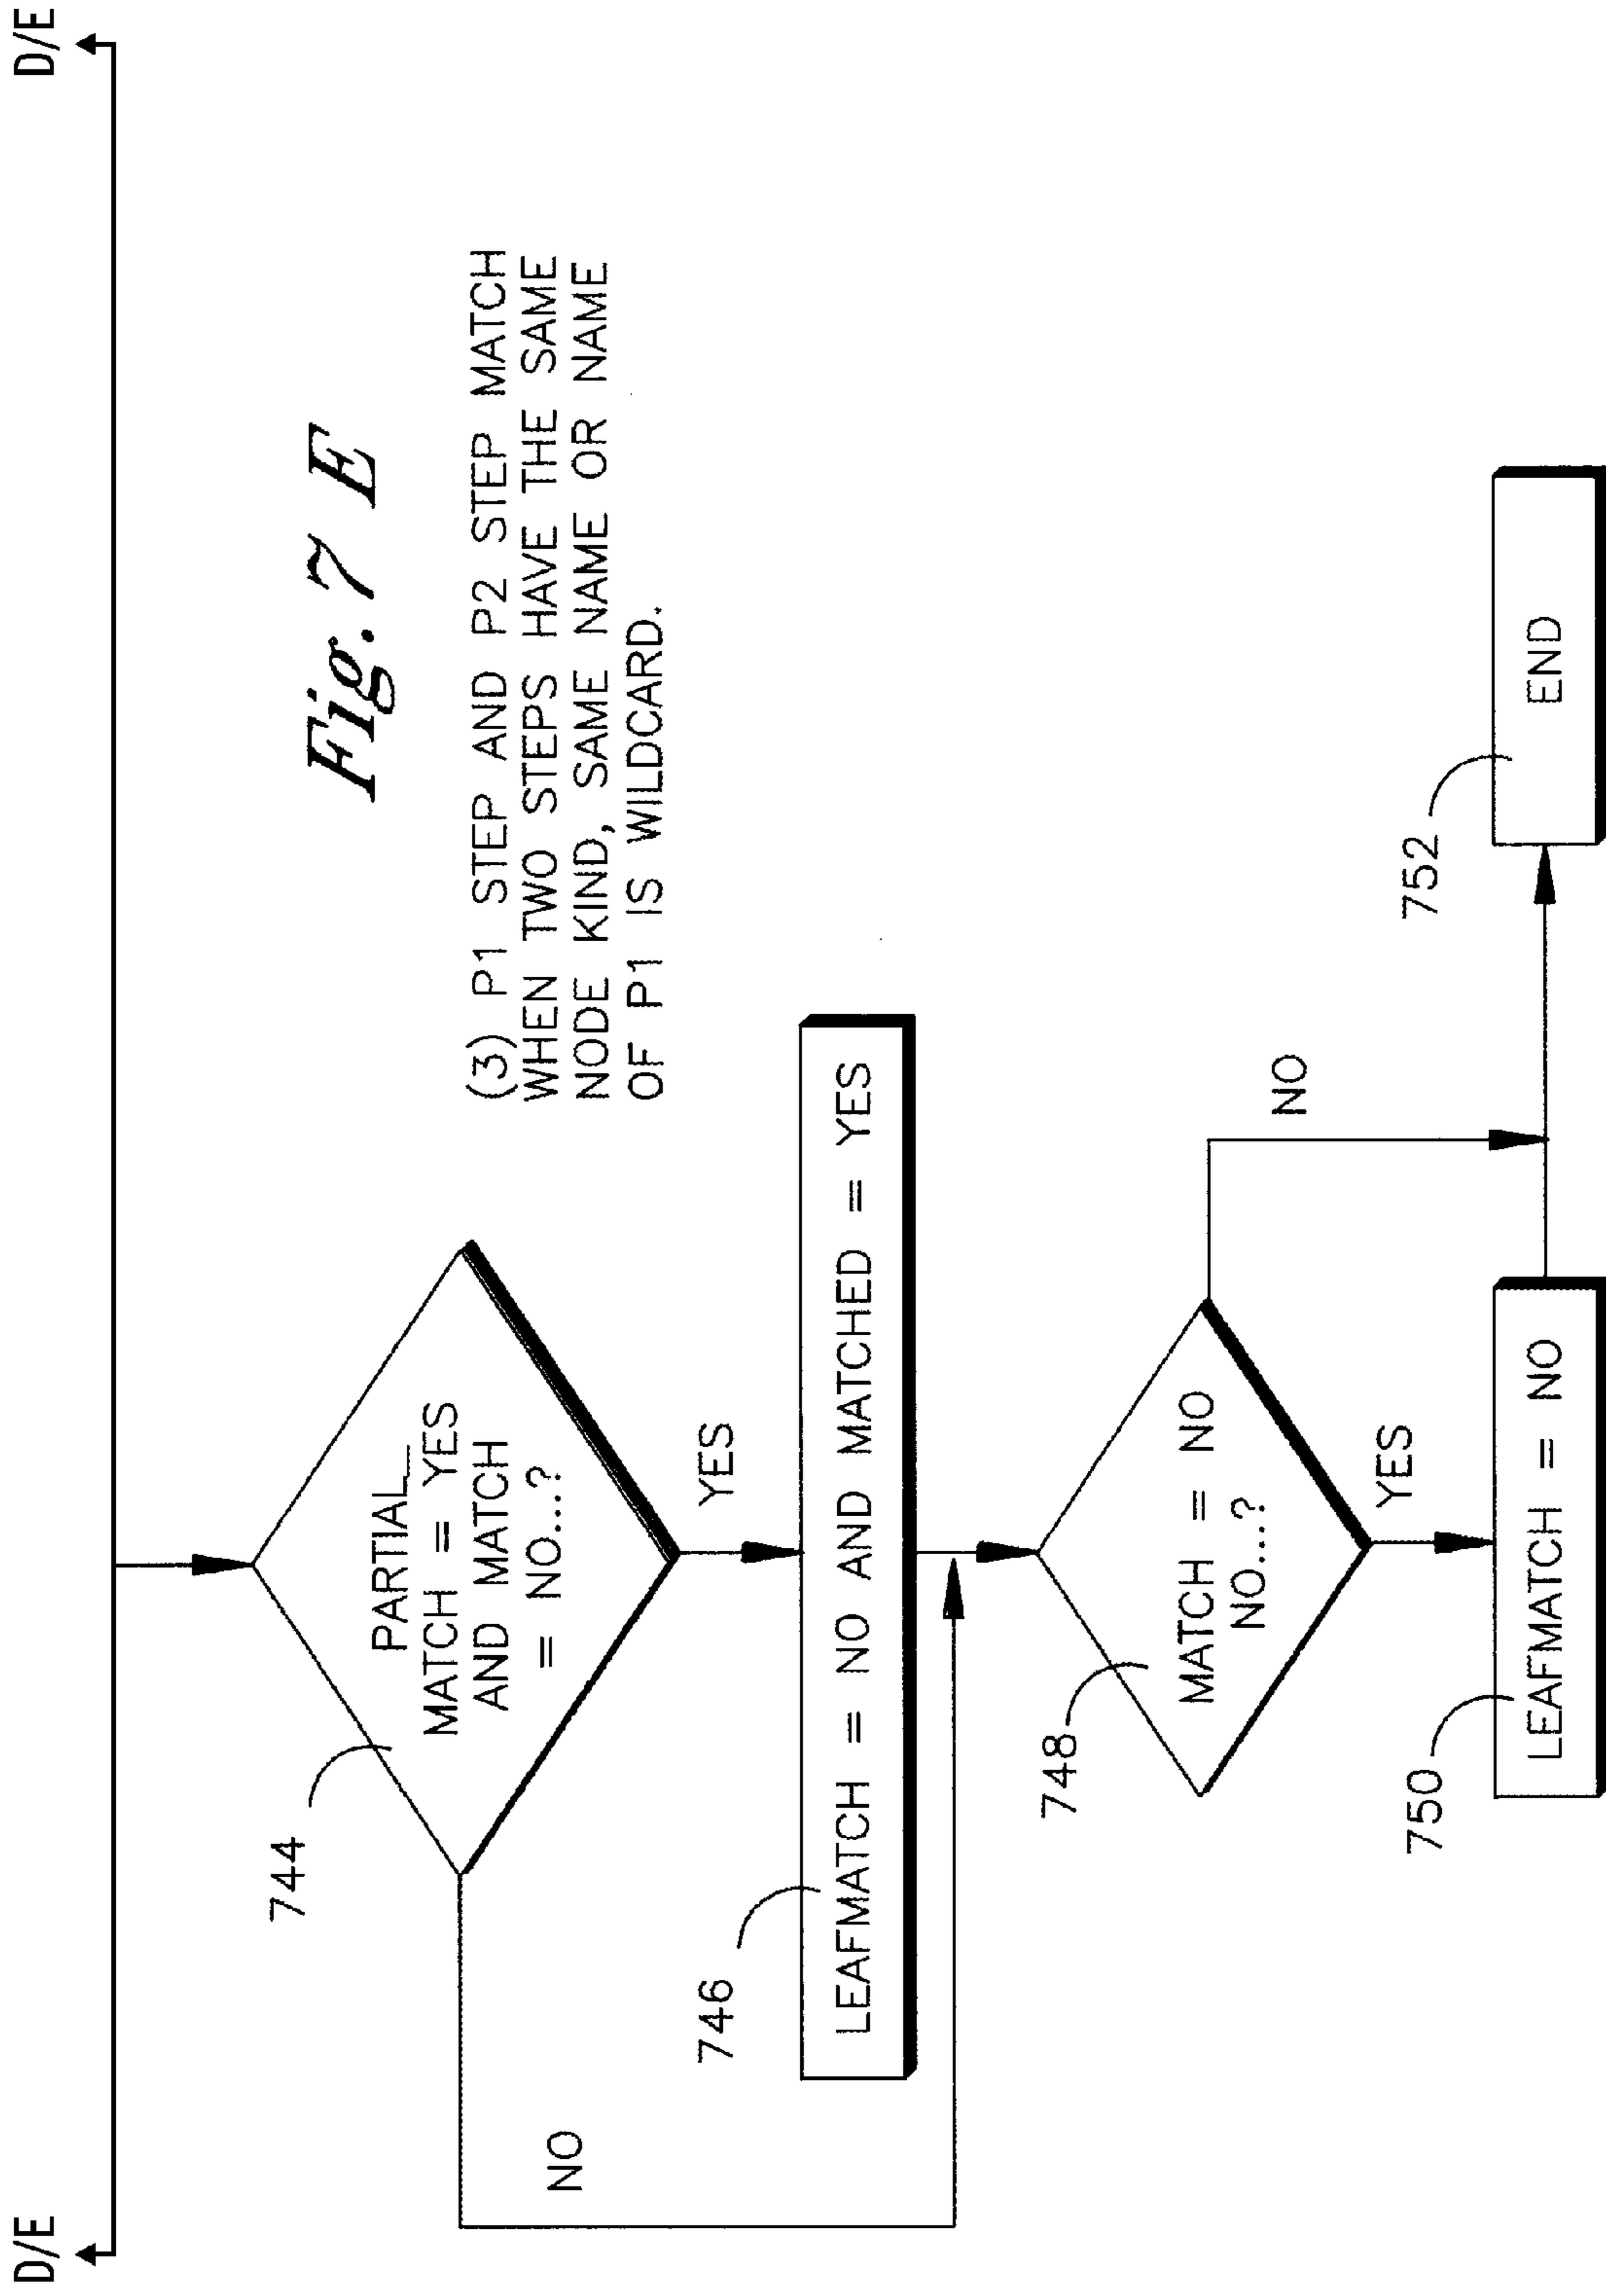 D/E
D/E
Fig. 7 E
(3) P1 STEP AND P2 STEP MATCH
WHEN TWO STEPS HAVE THE SAME
NODE KIND, SAME NAME OR NAME
OF P1 IS WILDCARD.
744
PARTIAL_
MATCH = YES
AND MATCH
= NO...?
NO
YES
746
LEAFMATCH = NO AND MATCHED = YES
748
MATCH = NO
NO...?
NO
YES
750
LEAFMATCH = NO
752
END